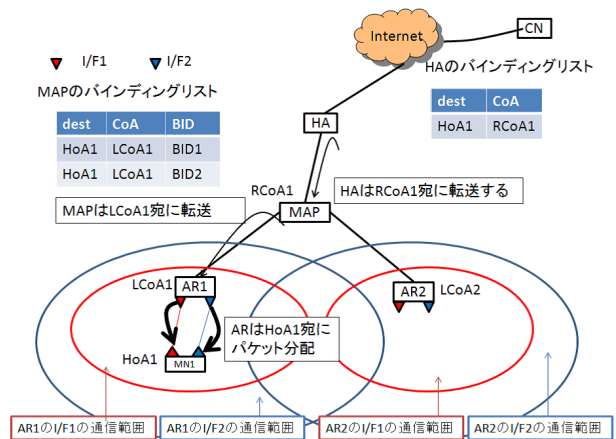 Internet
CN
I/F1
I/F2
MAPのバインディングリスト
dest CoA BID
HoA1 LCoA1 BID1
HoA1 LCoA1 BID2
HAのバインディングリスト
dest CoA
HoA1 RCoA1
HA
RCoA1
HAはRCoA1宛に転送する
MAPはLCoA1宛に転送
MAP
LCoA1
AR1
AR2
LCoA2
ARはHoA1宛に
パケット分配
HoA1
MN1
AR1のI/F1の通信範囲
AR1のI/F2の通信範囲
AR2のI/F1の通信範囲
AR2のI/F2の通信範囲